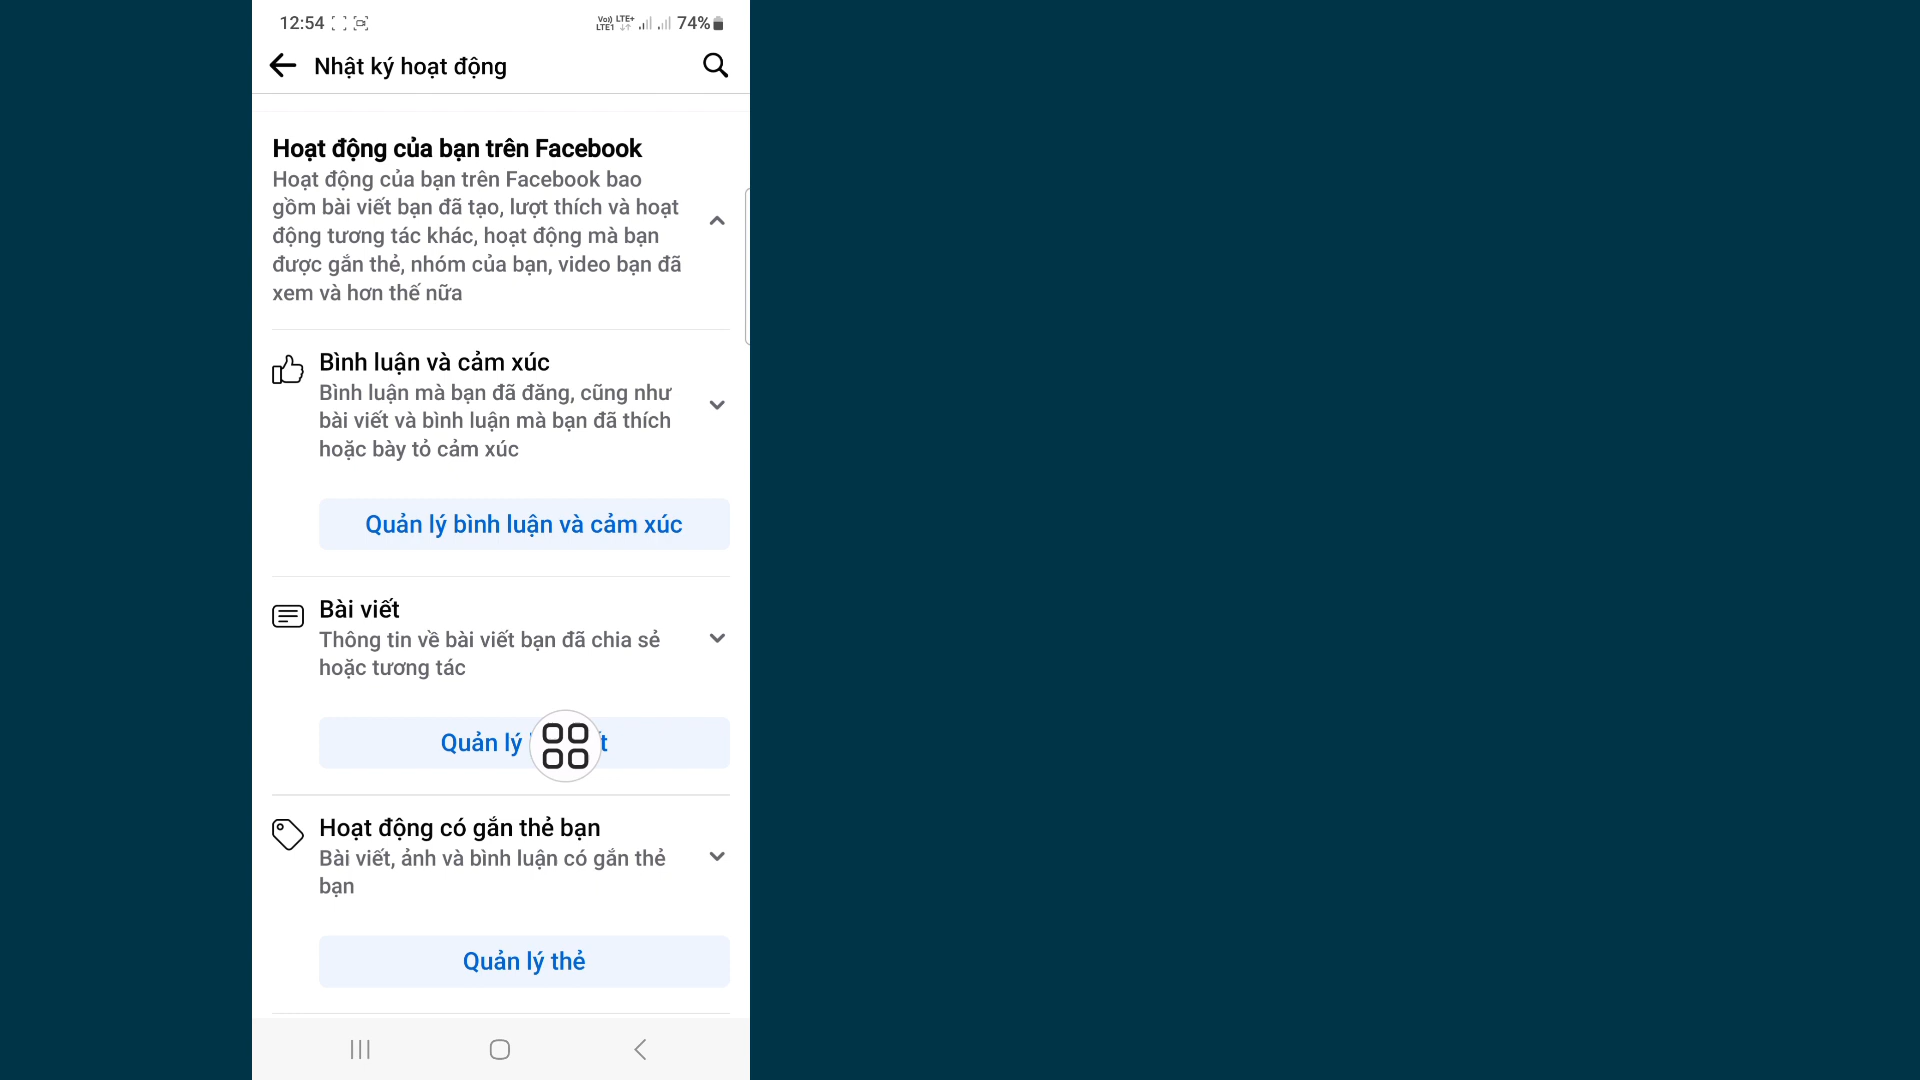 12:54
Vo)) LTE+
LTE1
74%
Nhật ký hoạt động
Hoạt động của bạn trên Facebook
Hoạt động của bạn trên Facebook bao
gồm bài viết bạn đã tạo, lượt thích và hoạt
động tương tác khác, hoạt động mà bạn
được gắn thẻ, nhóm của bạn, video bạn đã
xem và hơn thế nữa
Bình luận và cảm xúc
Bình luận mà bạn đã đăng, cũng như
bài viết và bình luận mà bạn đã thích
hoặc bày tỏ cảm xúc
Quản lý bình luận và cảm xúc
Bài viết
Thông tin về bài viết bạn đã chia sẻ
hoặc tương tác
Quản lý
Hoạt động có gắn thẻ bạn
Bài viết, ảnh và bình luận có gắn thẻ
bạn
Quản lý thẻ